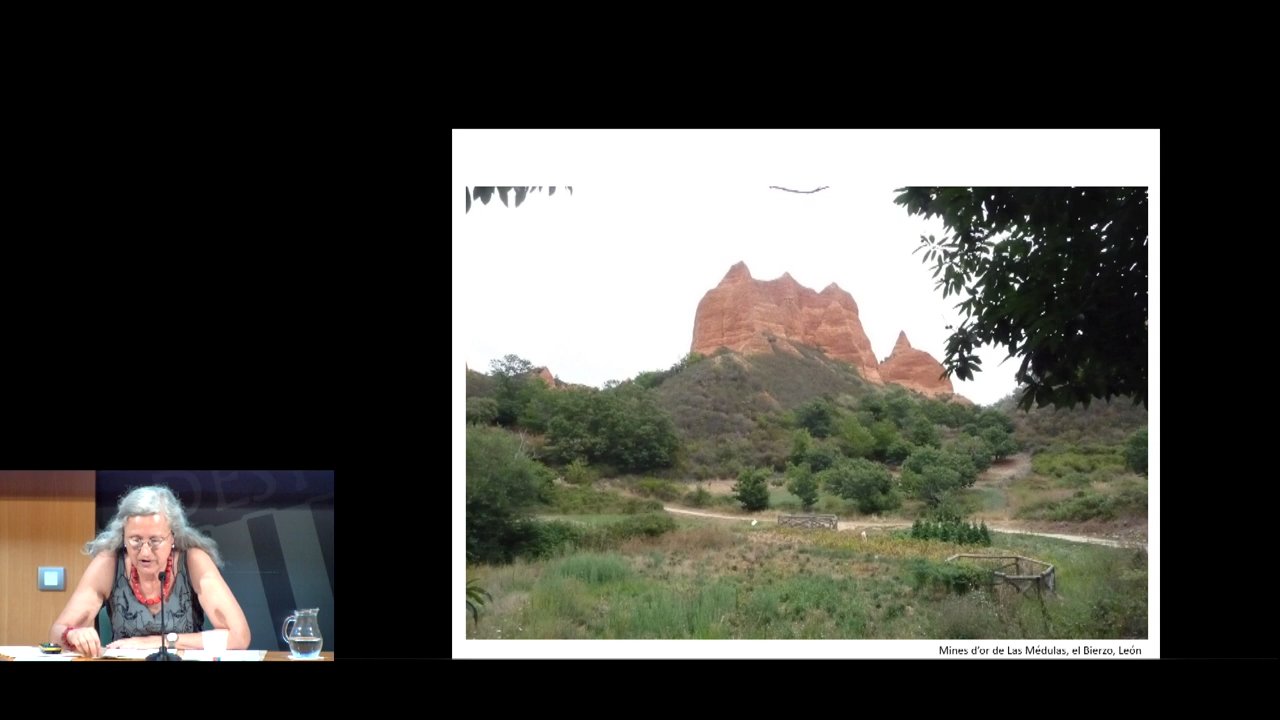 Mines d'or de Las Médulas, el Bierzo, León